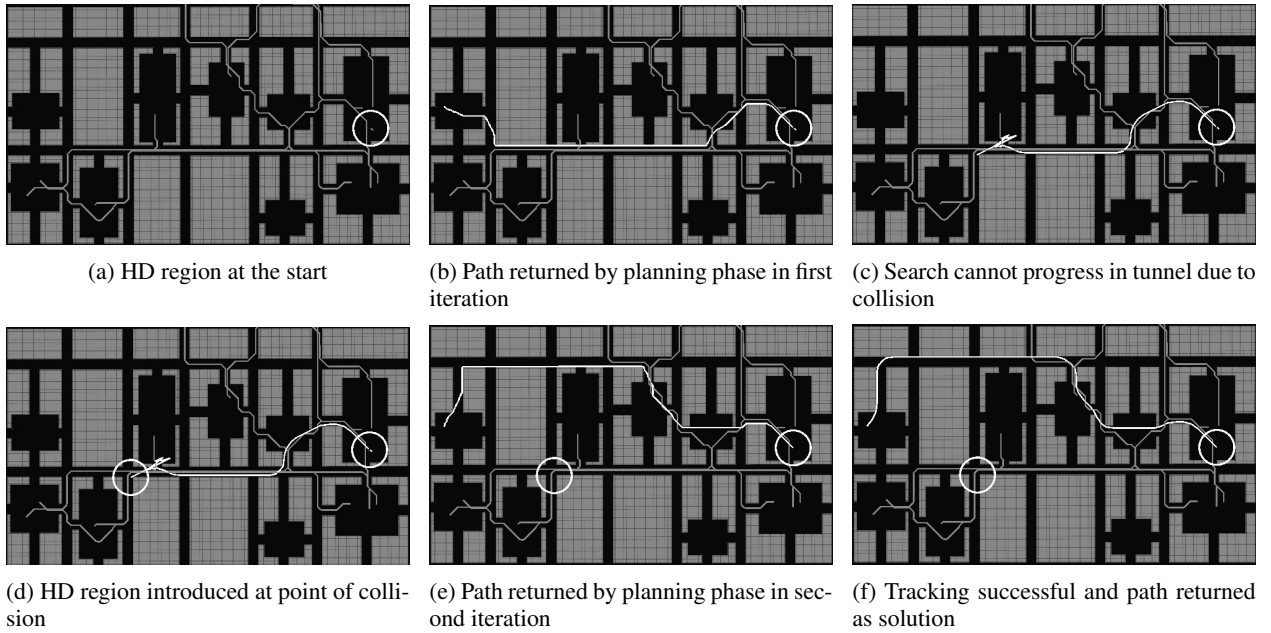 (a) HD region at the start
(b) Path returned by planning phase in first
iteration
(c) Search cannot progress in tunnel due to
collision
(d) HD region introduced at point of colli-
sion
(e) Path returned by planning phase in sec-
ond iteration
(f) Tracking successful and path returned
as solution